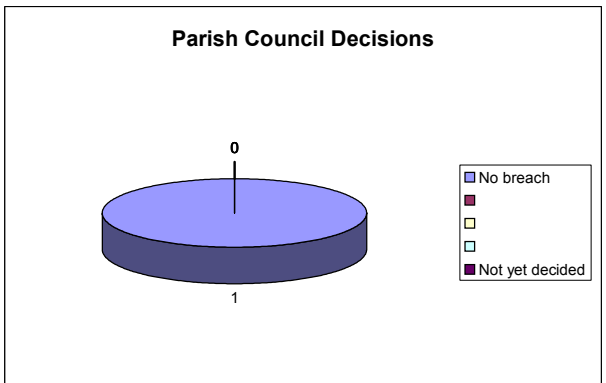 Parish Council Decisions
0
No breach
Not yet decided
1